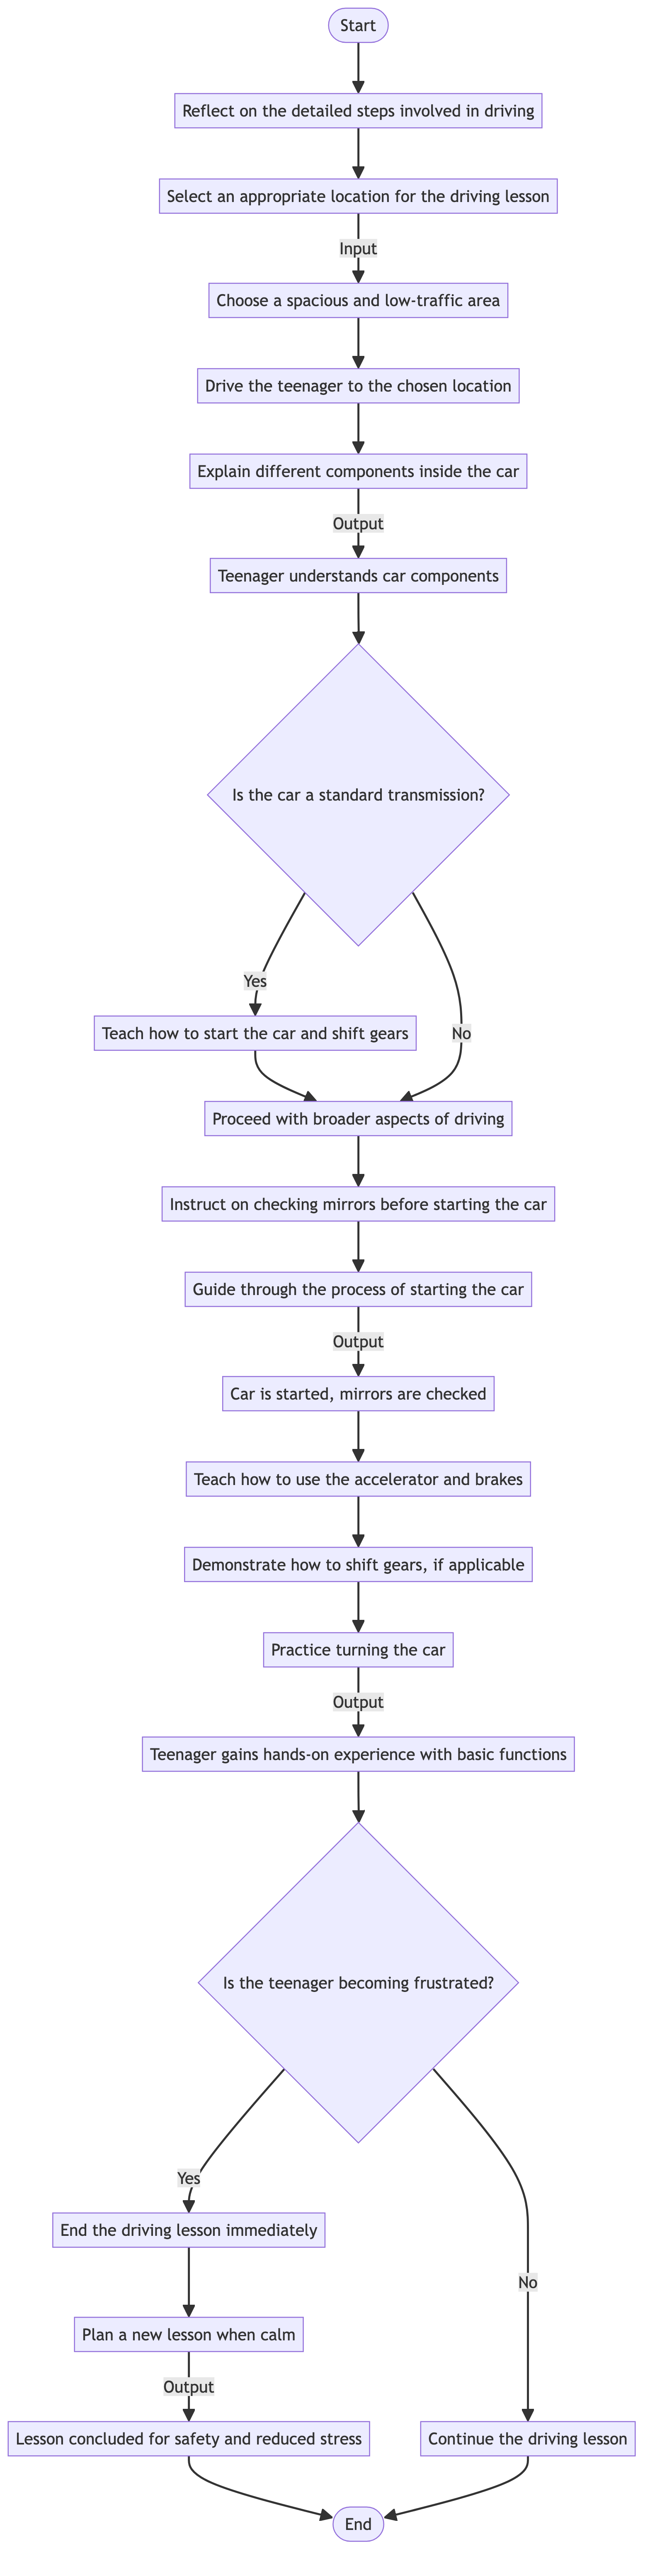 Start
Reflect on the detailed steps involved in driving
Select an appropriate location for the driving lesson
Input
Choose a spacious and low-traffic area
Drive the teenager to the chosen location
Explain different components inside the car
Output
Teenager understands car components
Is the car a standard transmission?
Yes
Teach how to start the car and shift gears
No
Proceed with broader aspects of driving
Instruct on checking mirrors before starting the car
Guide through the process of starting the car
Output
Car is started, mirrors are checked
Teach how to use the accelerator and brakes
Demonstrate how to shift gears, if applicable
Practice turning the car
Output
Teenager gains hands-on experience with basic functions
Is the teenager becoming frustrated?
Yes
End the driving lesson immediately
No
Plan a new lesson when calm
Output
Lesson concluded for safety and reduced stress
Continue the driving lesson
End